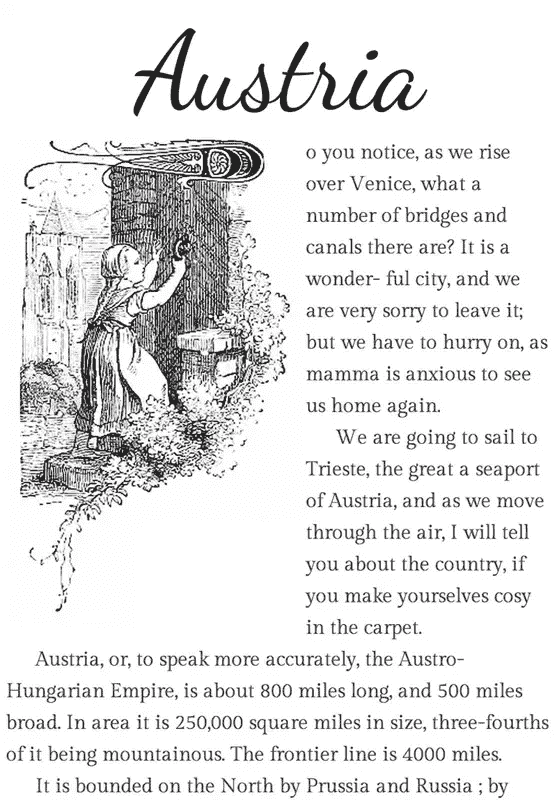 Austria
o you notice, as we rise
over Venice, what a
number of bridges and
canals there are? It is a
wonder- ful city, and we
are very sorry to leave it;
but we have to hurry on, as
mamma is anxious to see
us home again.
We are going to sail to
Trieste, the great a seaport
of Austria, and as we move
through the air, I will tell
you about the country, if
you make yourselves cosy
in the carpet.
Austria, or, to speak more accurately, the Austro-
Hungarian Empire, is about 800 miles long, and 500 miles
broad. In area it is 250,000 square miles in size, three-fourths
of it being mountainous. The frontier line is 4000 miles.
It is bounded on the North by Prussia and Russia ; by